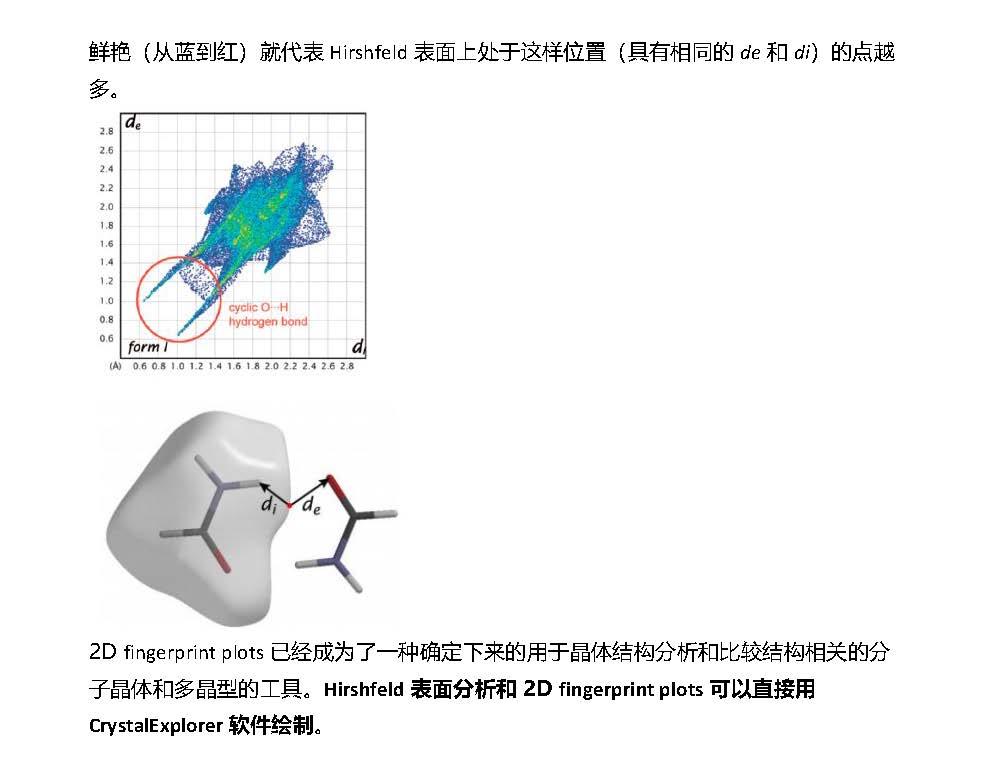 鲜艳（从蓝到红）就代表 Hirshfeld 表面上处于这样位置（具有相同的 de 和 di）的点越
多。
de
2.8
2.6
2.4
2.2
2.0
1.8
1.6
1.4
1.2
1.0
0.8
0.6
cyclic O···H
hydrogen bond
form I
di
(Å) 0.6 0.8 1.0 1.2 1.4 1.6 1.8 2.0 2.2 2.4 2.6 2.8
di de
2D fingerprint plots 已经成为了一种确定下来的用于晶体结构分析和比较结构相关的分
子晶体和多晶型的工具。Hirshfeld 表面分析和 2D fingerprint plots 可以直接用
CrystalExplorer 软件绘制。